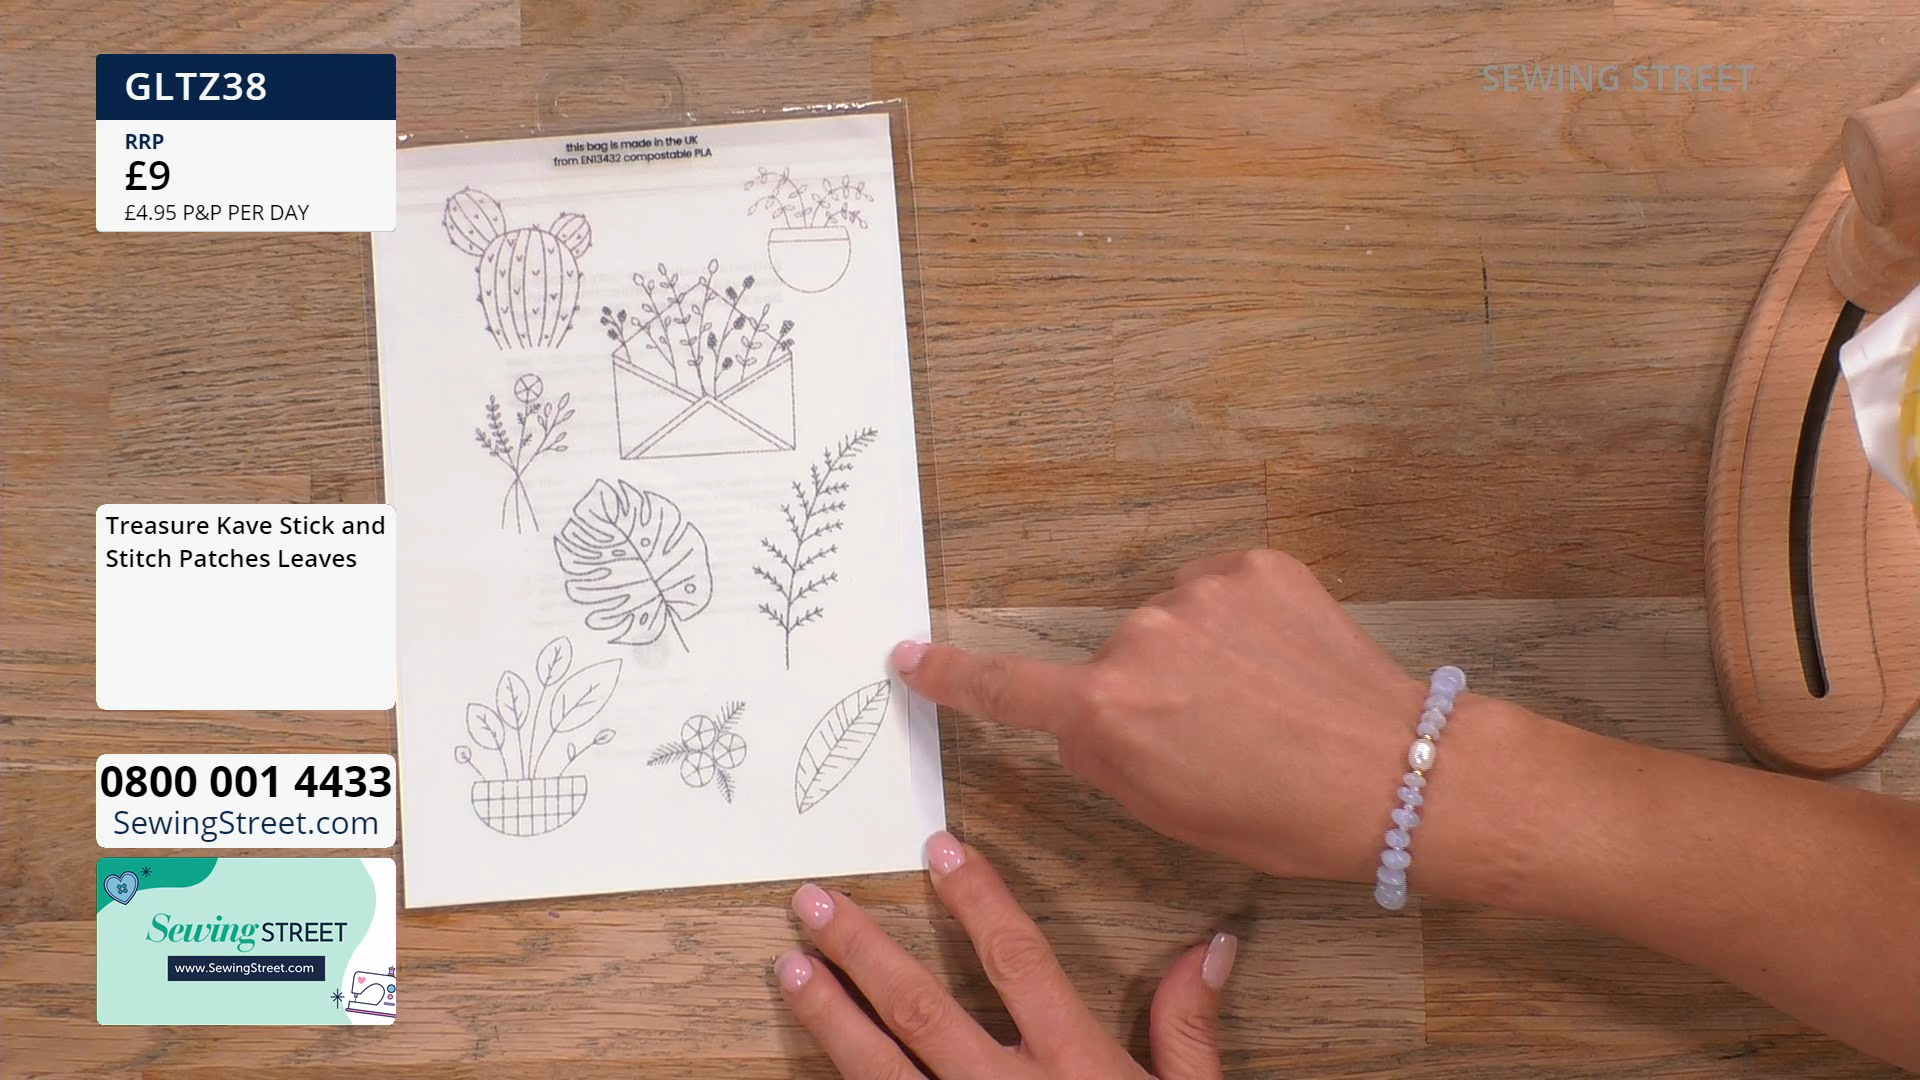 GLTZ38
RRP
£9
£4.95 P&P PER DAY
SEWING STREET
this bag is made in the UK
from EN13432 compostable PLA
Treasure Kave Stick and
Stitch Patches Leaves
0800 001 4433
SewingStreet.com
Sewing STREET
www.SewingStreet.com